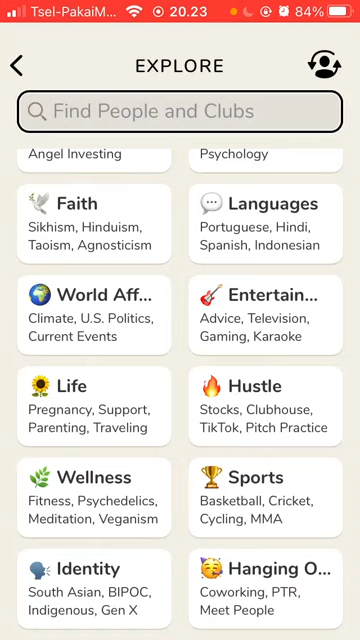 Tsel-PakaiM... 20.23 84%
EXPLORE
Find People and Clubs
Angel Investing
Psychology
Faith
Sikhism, Hinduism,
Taoism, Agnosticism
Languages
Portuguese, Hindi,
Spanish, Indonesian
World Aff...
Climate, U.S. Politics,
Current Events
Entertain...
Advice, Television,
Gaming, Karaoke
Life
Pregnancy, Support,
Parenting, Traveling
Hustle
Stocks, Clubhouse,
TikTok, Pitch Practice
Wellness
Fitness, Psychedelics,
Meditation, Veganism
Sports
Basketball, Cricket,
Cycling, MMA
Identity
South Asian, BIPOC,
Indigenous, Gen X
Hanging O...
Coworking, PTR,
Meet People